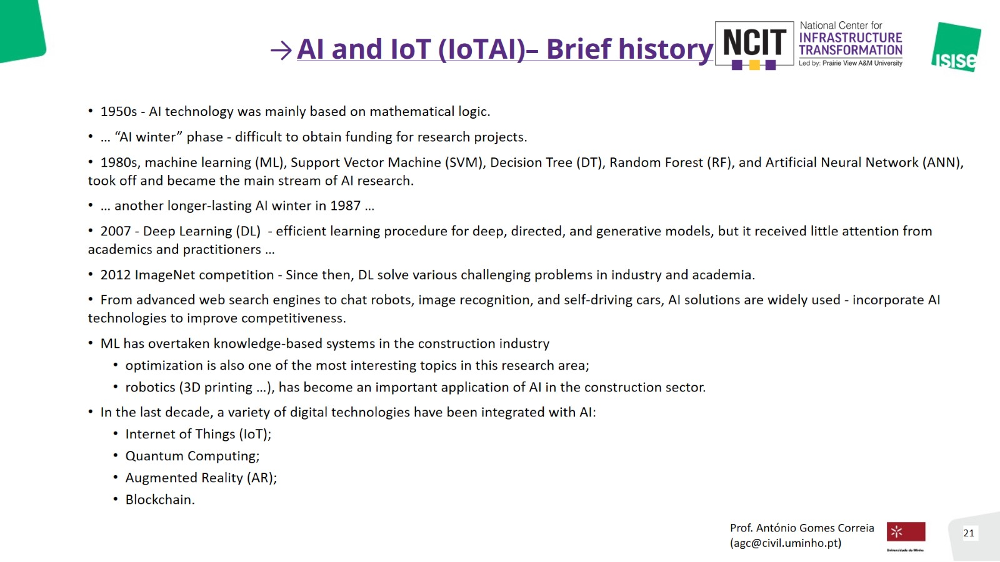 →AI and IoT (IoTAI)– Brief history
NCIT
National Center for
INFRASTRUCTURE
TRANSFORMATION
Led by: Prairie View A&M University
isise
• 1950s - AI technology was mainly based on mathematical logic.
• ... “AI winter” phase - difficult to obtain funding for research projects.
• 1980s, machine learning (ML), Support Vector Machine (SVM), Decision Tree (DT), Random Forest (RF), and Artificial Neural Network (ANN),
took off and became the main stream of AI research.
• ... another longer-lasting AI winter in 1987 ...
• 2007 - Deep Learning (DL)  - efficient learning procedure for deep, directed, and generative models, but it received little attention from
academics and practitioners ...
• 2012 ImageNet competition - Since then, DL solve various challenging problems in industry and academia.
• From advanced web search engines to chat robots, image recognition, and self-driving cars, AI solutions are widely used - incorporate AI
technologies to improve competitiveness.
• ML has overtaken knowledge-based systems in the construction industry
• optimization is also one of the most interesting topics in this research area;
• robotics (3D printing ...), has become an important application of AI in the construction sector.
• In the last decade, a variety of digital technologies have been integrated with AI:
• Internet of Things (IoT);
• Quantum Computing;
• Augmented Reality (AR);
• Blockchain.
Prof. António Gomes Correia
(agc@civil.uminho.pt)
Universidade do Minho
21